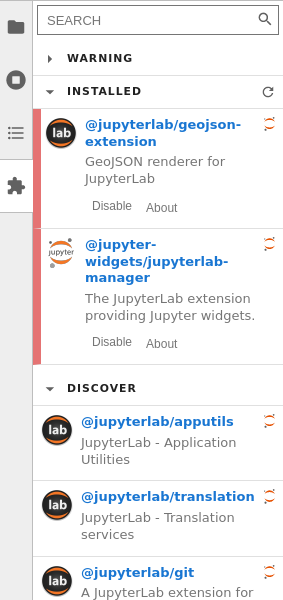 SEARCH
WARNING
INSTALLED
lab
@jupyterlab/geojson-
extension
GeoJSON renderer for
JupyterLab
Disable About
jupyter
@jupyter-
widgets/jupyterlab-
manager
The JupyterLab extension
providing Jupyter widgets.
Disable About
DISCOVER
lab
@jupyterlab/apputils
JupyterLab - Application
Utilities
lab
@jupyterlab/translation
JupyterLab - Translation
services
lab
@jupyterlab/git
A JupyterLab extension for